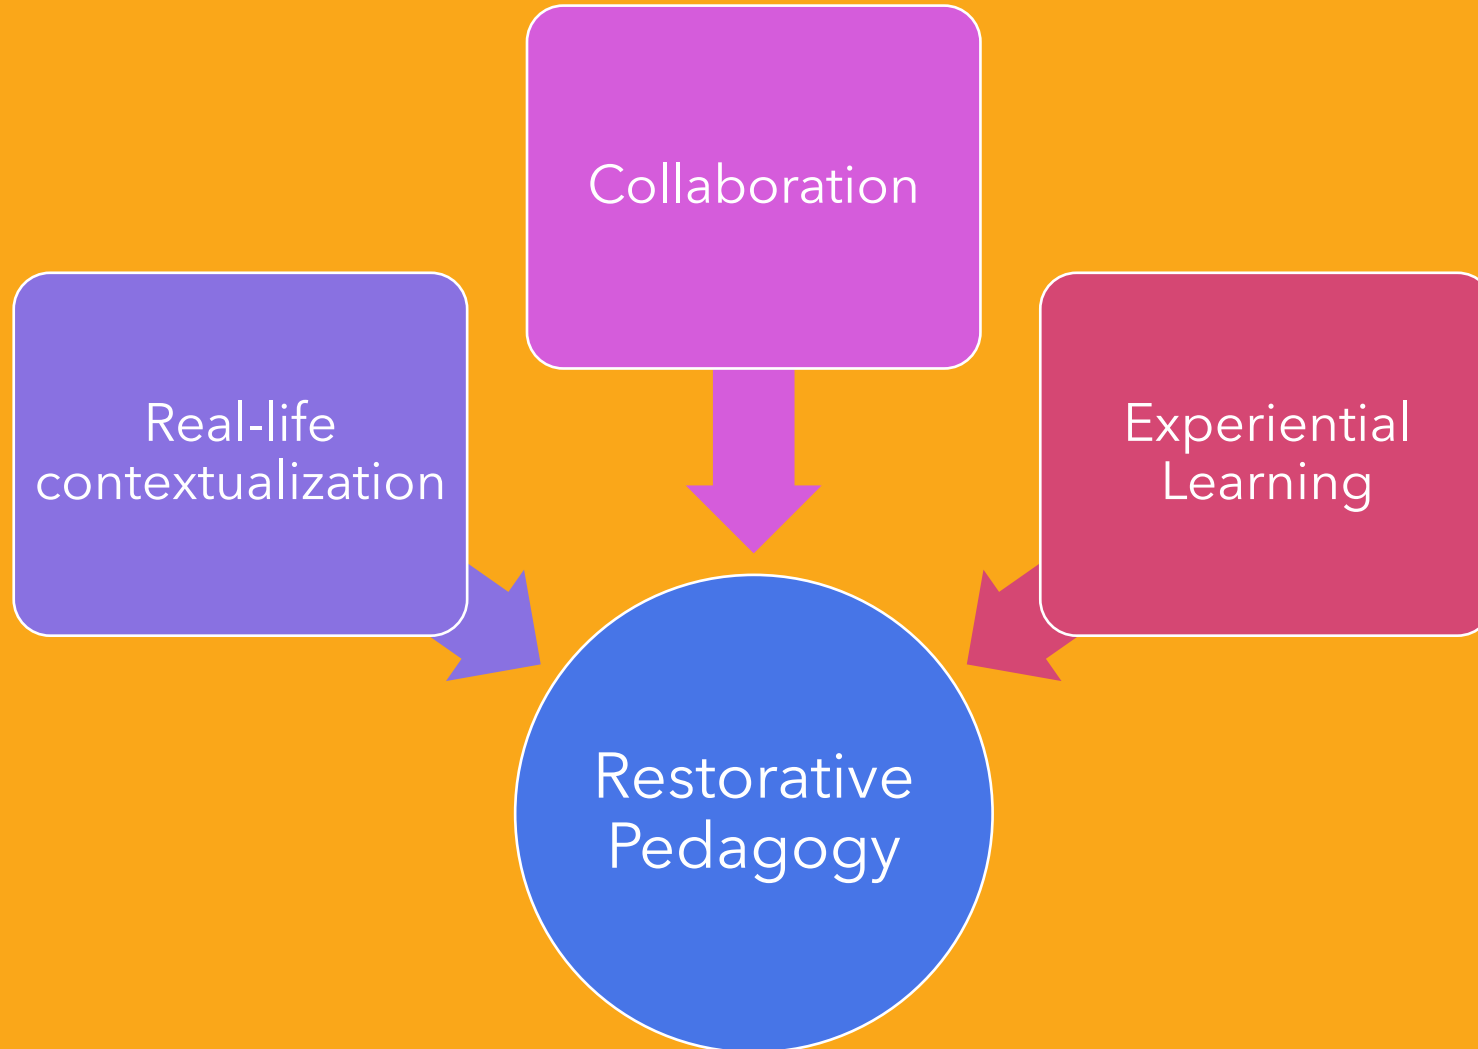 Collaboration
Real-life
contextualization
Experiential
Learning
Restorative
Pedagogy